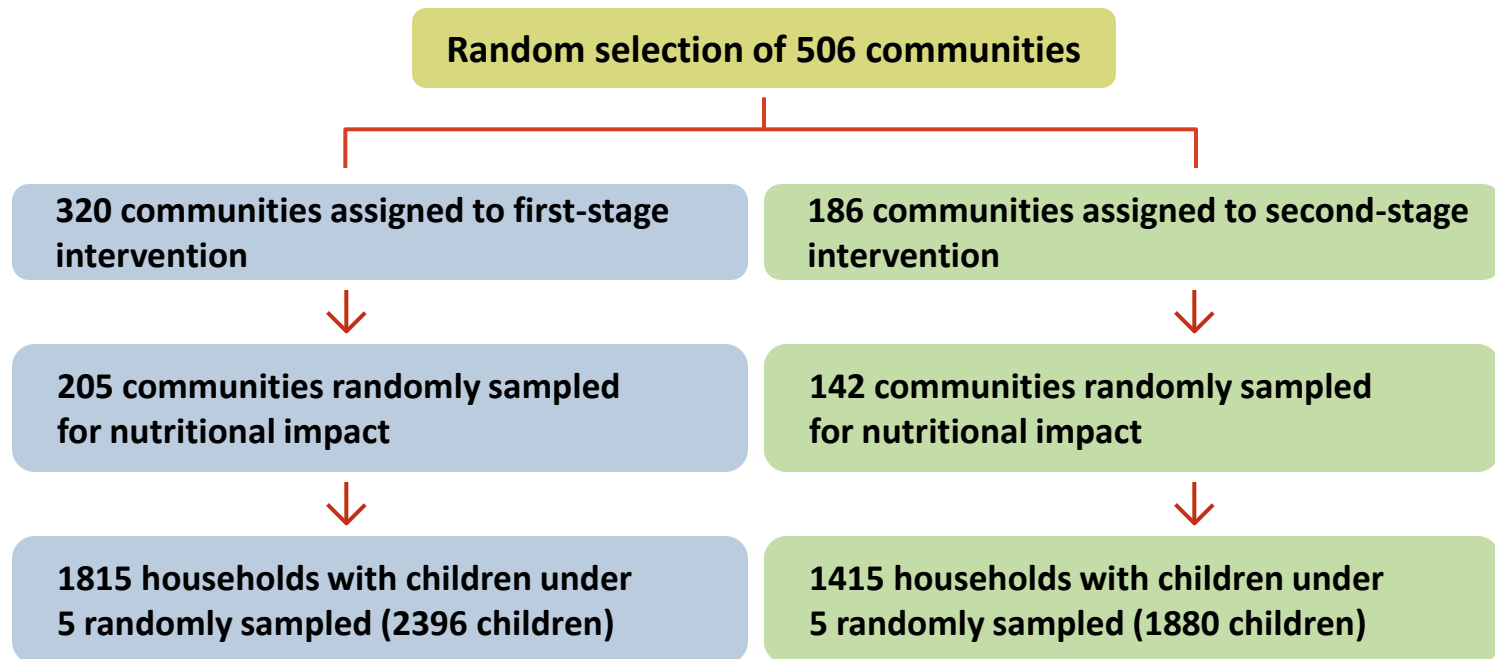 Random selection of 506 communities
320 communities assigned to first-stage
intervention
186 communities assigned to second-stage
intervention
205 communities randomly sampled
for nutritional impact
142 communities randomly sampled
for nutritional impact
1815 households with children under
5 randomly sampled (2396 children)
1415 households with children under
5 randomly sampled (1880 children)